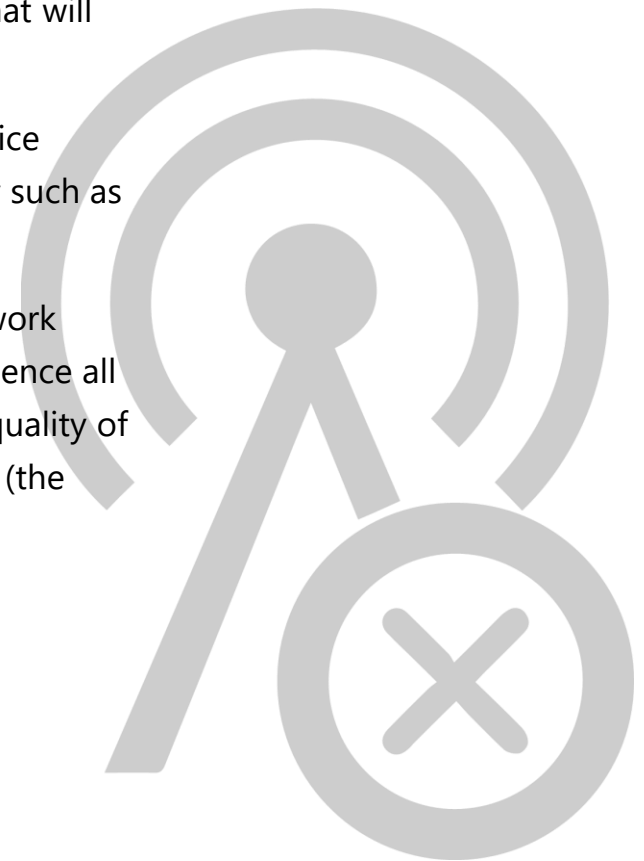 at will
ice
such as
work
ence all
quality of
(the